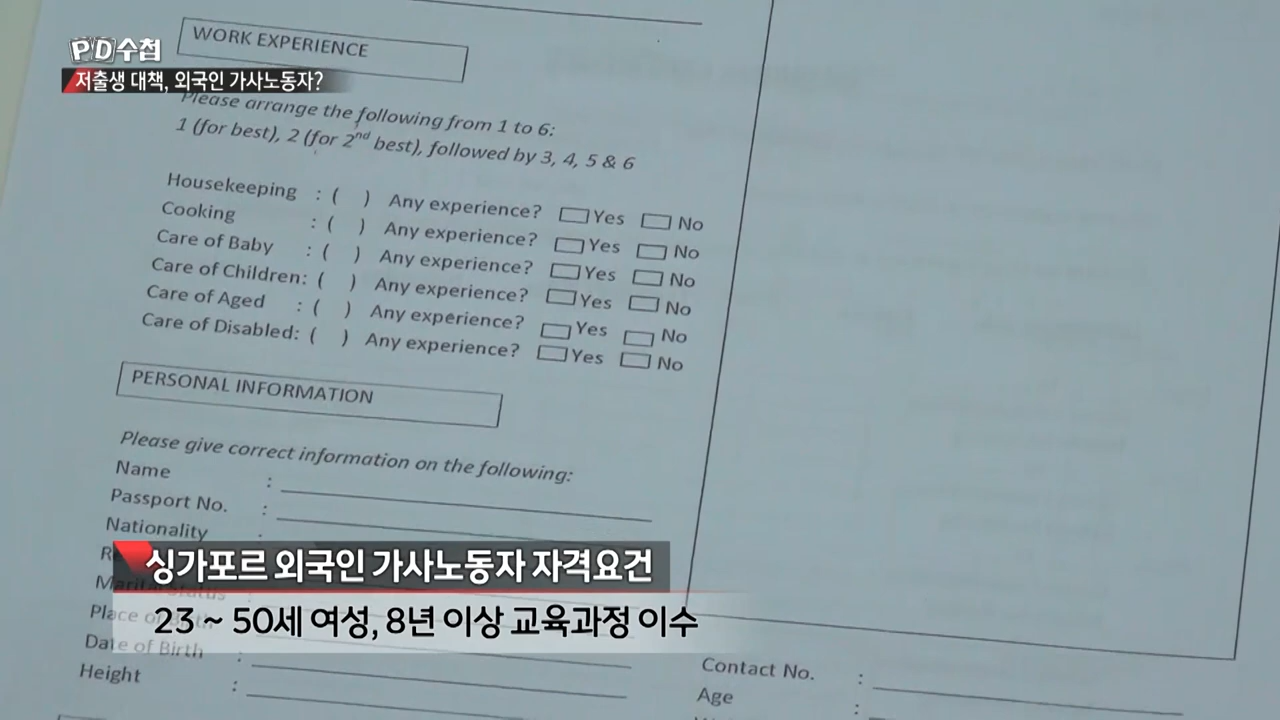 PD수첩
저출생 대책, 외국인 가사노동자?
WORK EXPERIENCE
Please arrange the following from 1 to 6:
1 (for best), 2 (for 2nd best), followed by 3, 4, 5 & 6
Housekeeping : ( ) Any experience? Yes No
Cooking : ( ) Any experience? Yes No
Care of Baby : ( ) Any experience? Yes No
Care of Children: ( ) Any experience? Yes No
Care of Aged : ( ) Any experience? Yes No
Care of Disabled: ( ) Any experience? Yes No
PERSONAL INFORMATION
Please give correct information on the following:
Name :
Passport No. :
Nationality :
싱가포르 외국인 가사노동자 자격요건
Marital Status
23 ~ 50세 여성, 8년 이상 교육과정 이수
Place of Birth
Date of Birth :
Height :
Contact No. :
Age :